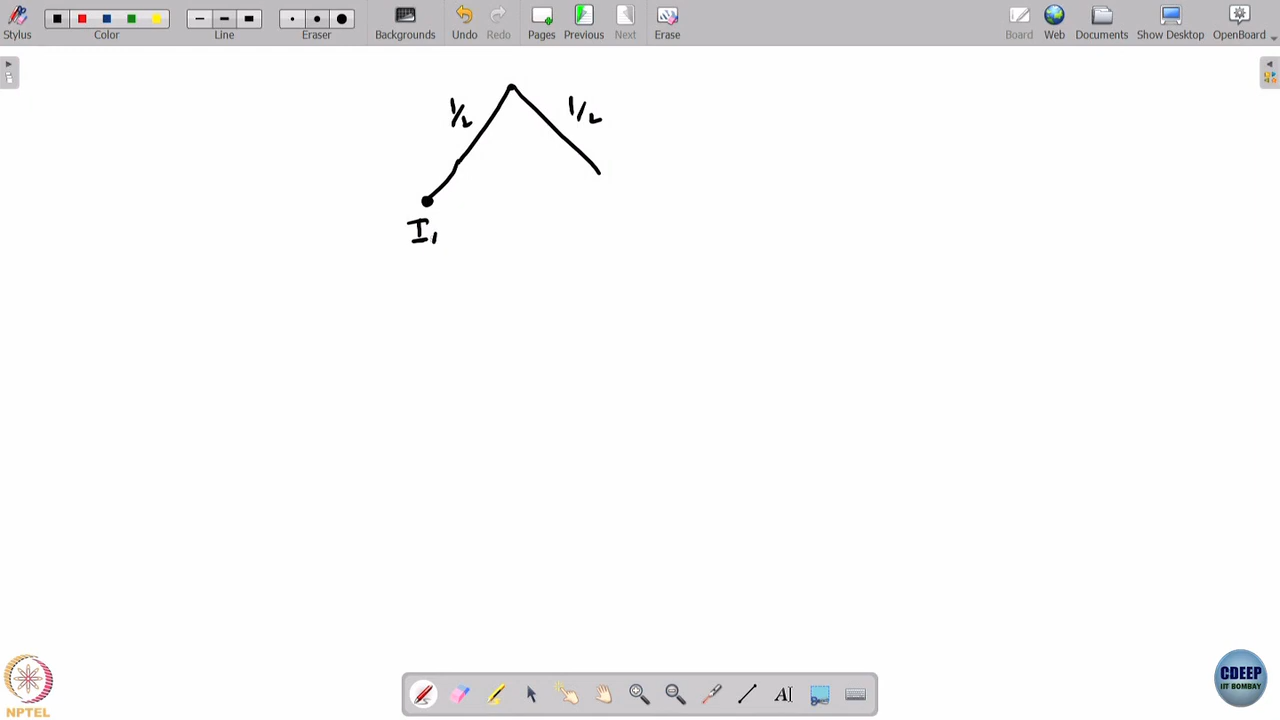 Stylus Color Line Eraser Backgrounds Undo Redo Pages Previous Next Erase Board Web Documents Show Desktop OpenBoard
1/2 1/2
I₁
AI
NPTEL
CDEEP
IIT BOMBAY